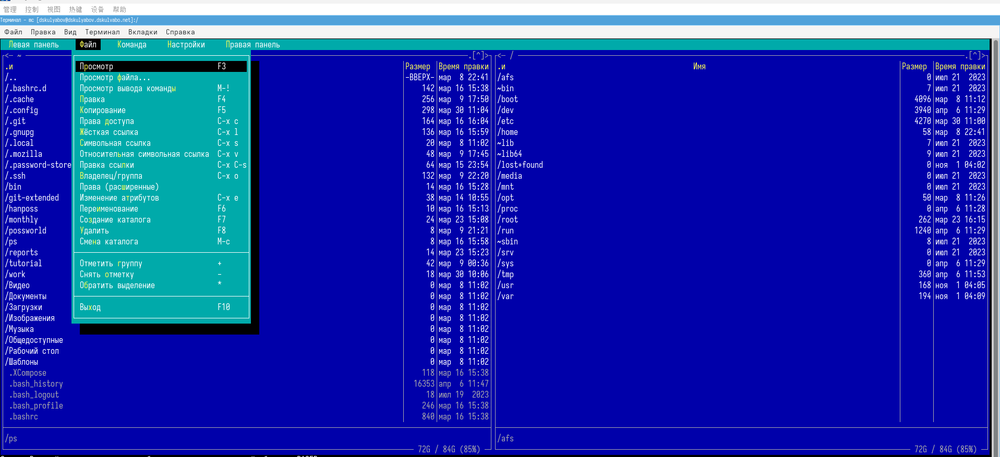 管理 控制 视图 热键 设备 帮助
Терминал - mc [dskulyabov@dskulyabov.dskulvabo.net]:/
Файл Правка Вид Терминал Вкладки Справка
Левая панель Файл Команда Настройки Правая панель
<- ~ .[^]> <- / .[^]>
.и Просмотр F3 Размер Время правки .и Имя Размер Время правки
/.. Просмотр файла... -ВВЕРХ- мар 8 22:41 /afs 0 июл 21 2023
/.bashrc.d Просмотр вывода команды M-! 142 мар 16 15:38 ~bin 7 июл 21 2023
/.cache Правка F4 256 мар 9 17:50 /boot 4096 мар 8 11:12
/.config Копирование F5 298 мар 30 11:04 /dev 3940 апр 6 11:29
/.git Права доступа C-x c 164 мар 16 16:04 /etc 4270 мар 30 11:00
/.gnupg Жёсткая ссылка C-x l 136 мар 16 15:59 /home 58 мар 8 22:41
/.local Символьная ссылка C-x s 20 мар 8 11:02 ~lib 7 июл 21 2023
/.mozilla Относительная символьная ссылка C-x v 48 мар 9 17:45 ~lib64 9 июл 21 2023
/.password-store Правка ссылки C-x C-s 64 мар 15 23:54 /lost+found 0 ноя 1 04:02
/.ssh Владелец/группа C-x o 132 мар 9 22:20 /media 0 июл 21 2023
/bin Права (расширенные) 14 мар 16 15:28 /mnt 0 июл 21 2023
/git-extended Изменение атрибутов C-x e 38 мар 14 10:55 /opt 50 мар 8 11:26
/hanposs Переименование F6 10 мар 16 15:13 /proc 0 апр 6 11:28
/monthly Создание каталога F7 24 мар 23 15:08 /root 262 мар 23 16:15
/possworld Удалить F8 8 мар 9 21:21 /run 1240 апр 6 11:29
/ps Смена каталога M-c 8 мар 16 15:58 ~sbin 8 июл 21 2023
/reports 14 мар 23 15:23 /srv 0 июл 21 2023
/tutorial Отметить группу + 42 мар 9 00:36 /sys 0 апр 6 11:29
/work Снять отметку - 18 мар 30 10:06 /tmp 360 апр 6 11:53
/Видео Обратить выделение * 0 мар 8 11:02 /usr 168 ноя 1 04:05
/Документы 0 мар 8 11:02 /var 194 ноя 1 04:09
/Загрузки Выход F10 0 мар 8 11:02
/Изображения 0 мар 8 11:02
/Музыка 0 мар 8 11:02
/Общедоступные 0 мар 8 11:02
/Рабочий стол 0 мар 8 11:02
/Шаблоны 0 мар 8 11:02
.XCompose 118 мар 16 15:38
.bash_history 16353 апр 6 11:47
.bash_logout 18 июл 19 2023
.bash_profile 246 мар 16 15:38
.bashrc 840 мар 16 15:38
/ps /afs
72G / 84G (85%) 72G / 84G (85%)